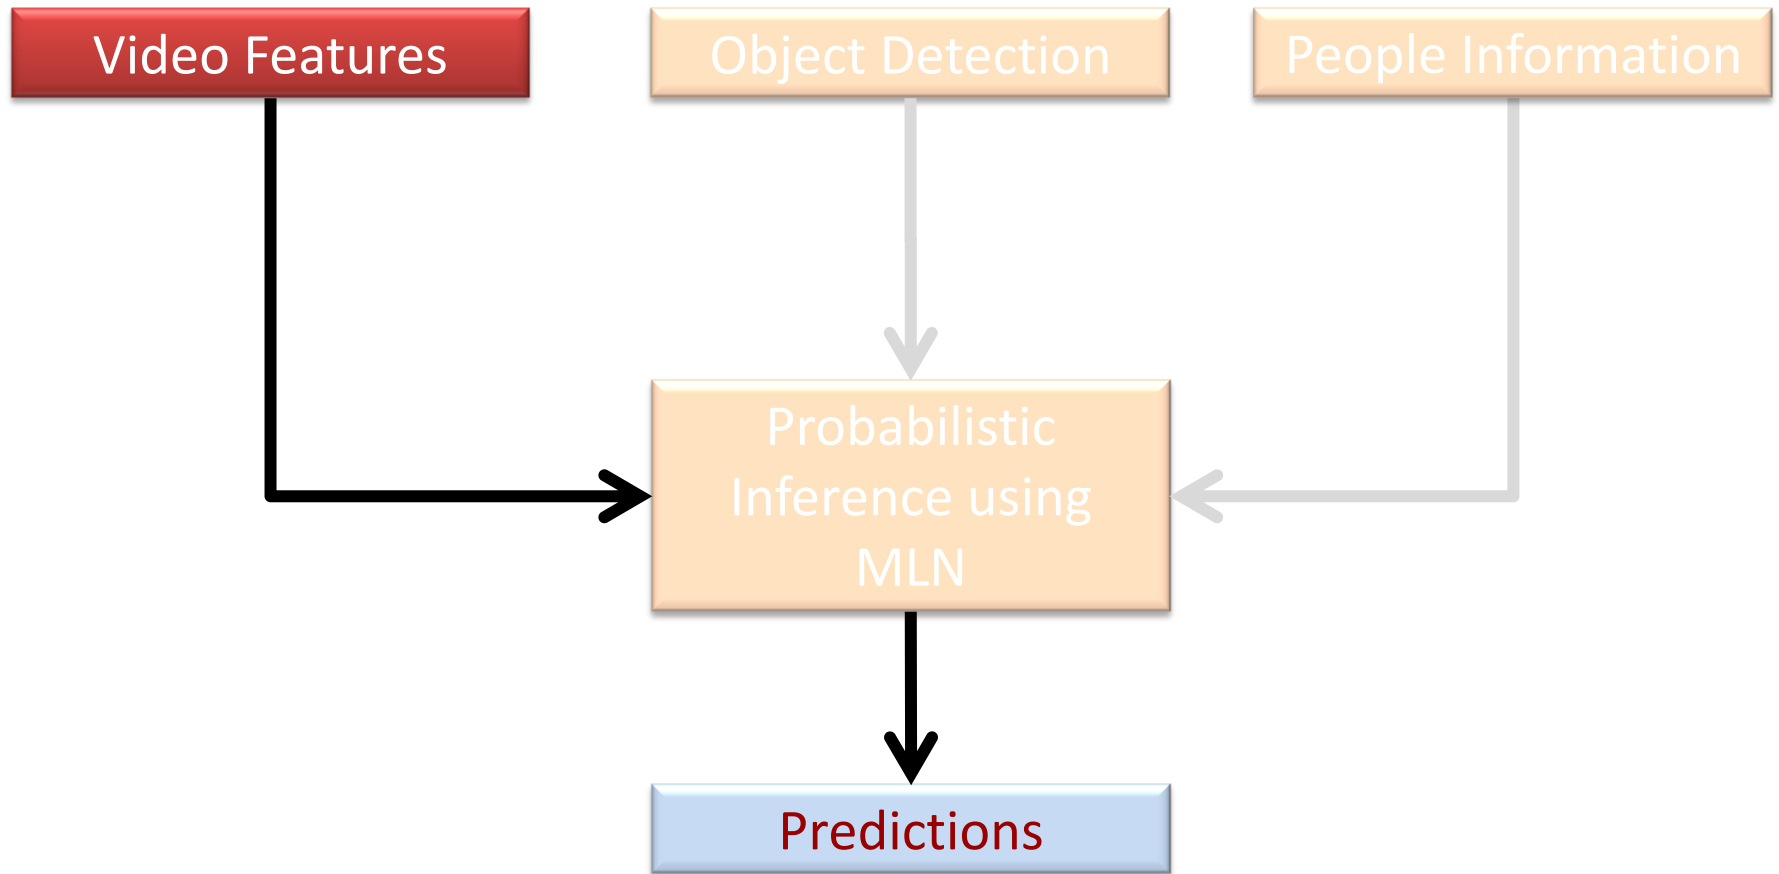 Video Features
Object Detection
People Information
Probabilistic
Inference using
MLN
Predictions